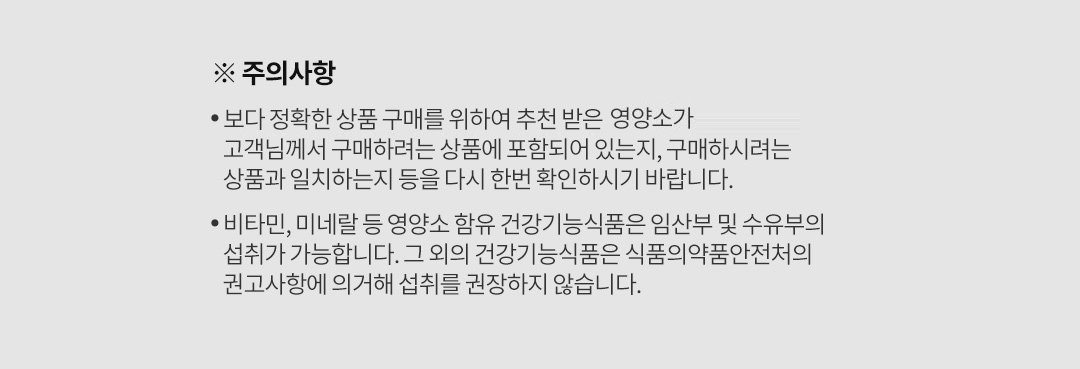 ※ 주의사항
• 보다 정확한 상품 구매를 위하여 추천 받은 영양소가
고객님께서 구매하려는 상품에 포함되어 있는지, 구매하시려는
상품과 일치하는지 등을 다시 한번 확인하시기 바랍니다.
• 비타민, 미네랄 등 영양소 함유 건강기능식품은 임산부 및 수유부의
섭취가 가능합니다. 그 외의 건강기능식품은 식품의약품안전처의
권고사항에 의거해 섭취를 권장하지 않습니다.